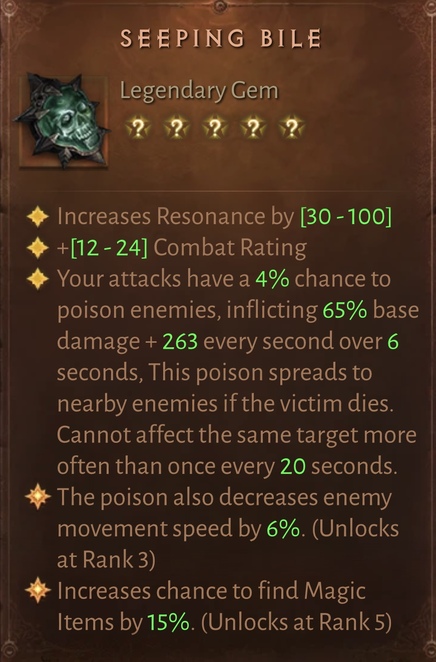 SEEPING BILE
Legendary Gem
? ? ? ? ?
Increases Resonance by [30 - 100]
+[12 - 24] Combat Rating
Your attacks have a 4% chance to
poison enemies, inflicting 65% base
damage + 263 every second over 6
seconds, This poison spreads to
nearby enemies if the victim dies.
Cannot affect the same target more
often than once every 20 seconds.
The poison also decreases enemy
movement speed by 6%. (Unlocks
at Rank 3)
Increases chance to find Magic
Items by 15%. (Unlocks at Rank 5)